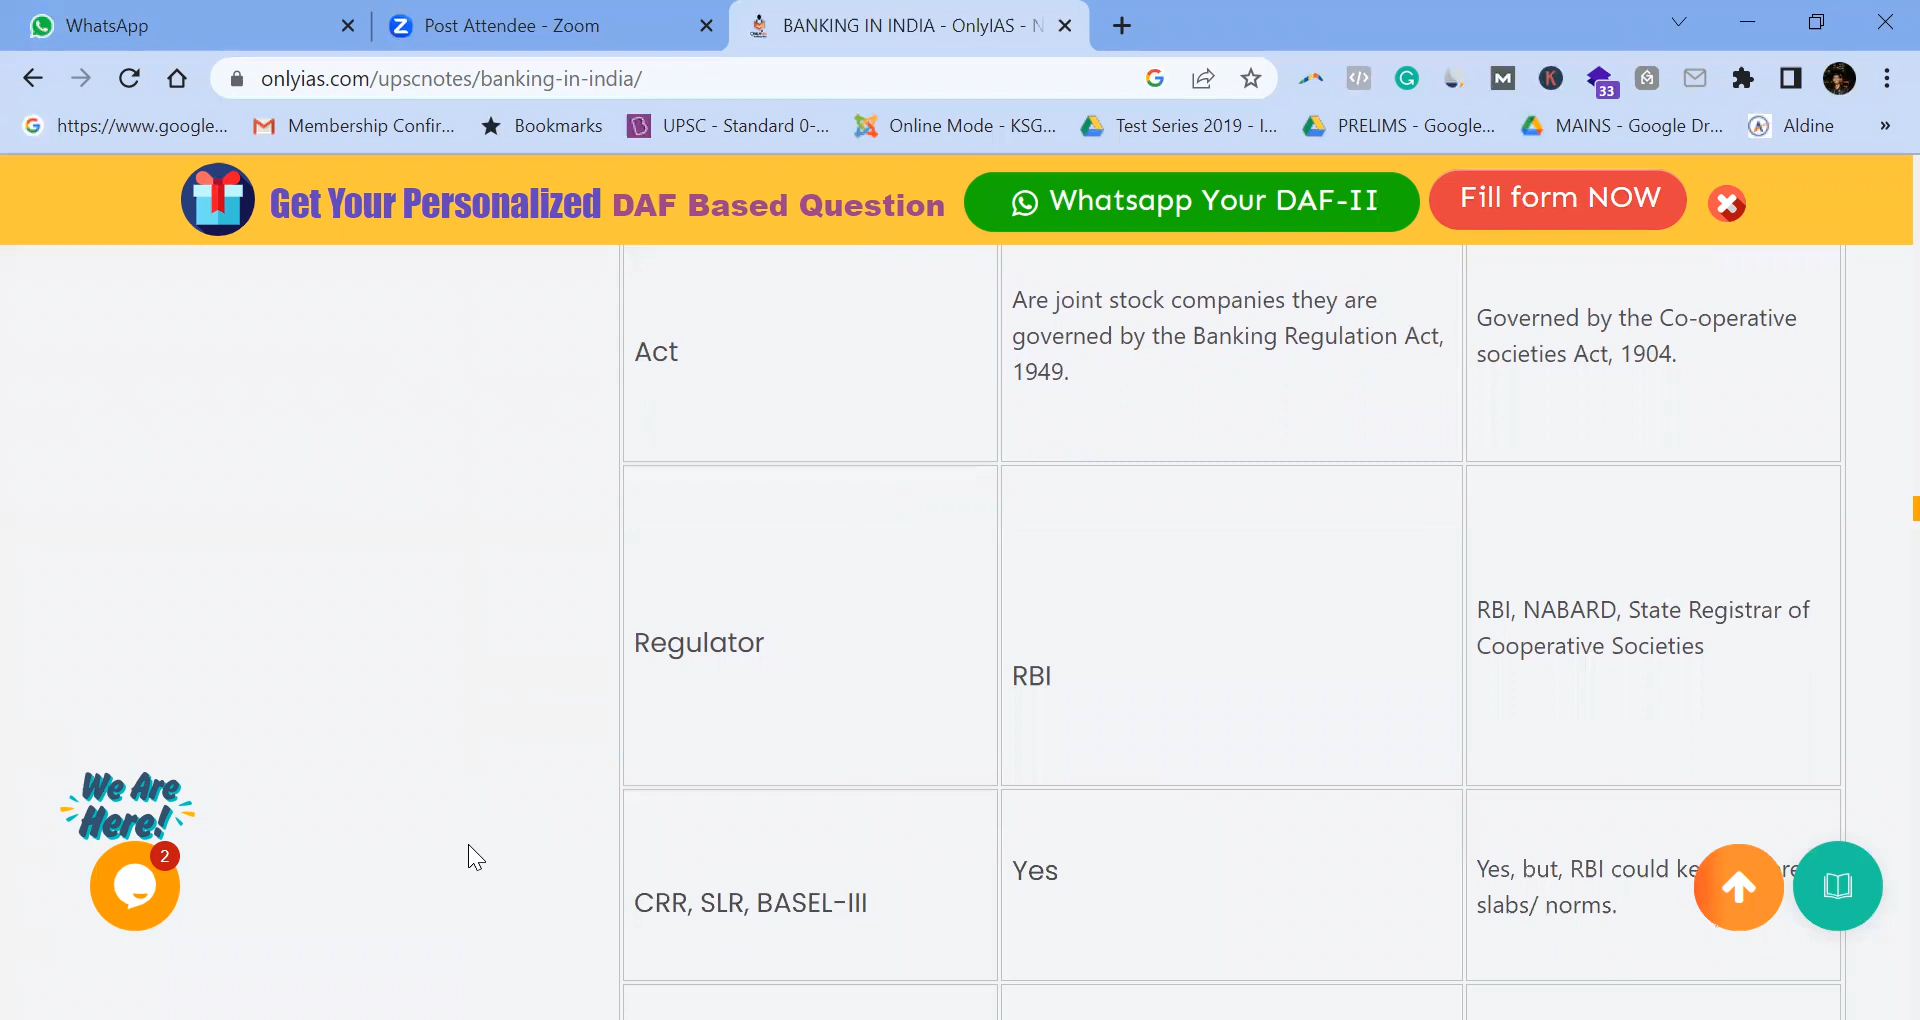 WhatsApp
Post Attendee - Zoom
BANKING IN INDIA - OnlyIAS - N
onlyias.com/upscnotes/banking-in-india/
33
https://www.google...
Membership Confir...
Bookmarks
UPSC - Standard 0-...
Online Mode - KSG...
Test Series 2019 - I...
PRELIMS - Google...
MAINS - Google Dr...
Aldine
»
Get Your Personalized DAF Based Question
Whatsapp Your DAF-II
Fill form NOW
Act
Are joint stock companies they are
governed by the Banking Regulation Act,
1949.
Governed by the Co-operative
societies Act, 1904.
Regulator
RBI
RBI, NABARD, State Registrar of
Cooperative Societies
CRR, SLR, BASEL-III
Yes
Yes, but, RBI could
slabs/ norms.
We Are
Here!
2